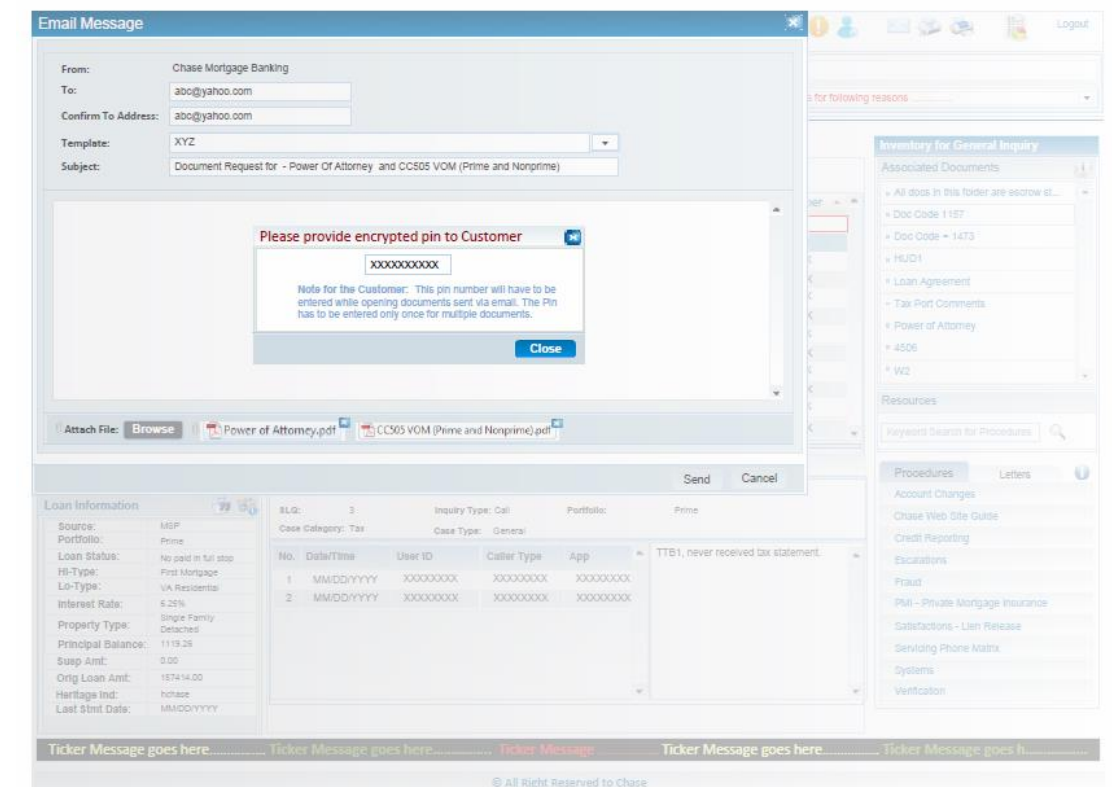 Email Message
Logout
From: Chase Mortgage Banking
To: abc@yahoo.com
Confirm To Address: abc@yahoo.com
s for following reasons ..............
Template: XYZ
Subject: Document Request for - Power Of Attorney and CC505 VOM (Prime and Nonprime)
Inventory for General Inquiry
Associated Documents
All docs in this folder are escrow st...
Doc Code 1157
Doc Code = 1473
HUD1
Loan Agreement
Tax Port Comments
Power of Attorney
4506
W2
Please provide encrypted pin to Customer
XXXXXXXXXX
Note for the Customer: This pin number will have to be
entered while opening documents sent via email. The Pin
has to be entered only once for multiple documents.
Close
Resources
Keyword Search for Procedures
Attach File: Browse Power of Attorney.pdf CC505 VOM (Prime and Nonprime).pdf
Send Cancel
Procedures Letters
Account Changes
Chase Web Site Guide
Credit Reporting
Escalations
Fraud
PMI - Private Mortgage Insurance
Satisfactions - Lien Release
Servicing Phone Matrix
Systems
Verification
Loan Information
Source: MSP
Portfolio: Prime
Loan Status: No paid in full stop
Hi-Type: First Mortgage
Lo-Type: VA Residential
Interest Rate: 6.25%
Property Type: Single Family Detached
Principal Balance: 1119.28
Susp Amt: 0.00
Orig Loan Amt: 157414.00
Heritage Ind: hchase
Last Stmt Date: MM/DD/YYYY
SLQ: 3 Inquiry Type: Call Portfolio: Prime
Case Category: Tax Case Type: General
No. Date/Time User ID Caller Type App
1 MM/DD/YYYY XXXXXXXX XXXXXXXX XXXXXXXX
2 MM/DD/YYYY XXXXXXXX XXXXXXXX XXXXXXXX
TTB1, never received tax statement.
Ticker Message goes here.............. Ticker Message goes here.............. Ticker Message Ticker Message goes here.............. Ticker Message goes h..............
© All Right Reserved to Chase